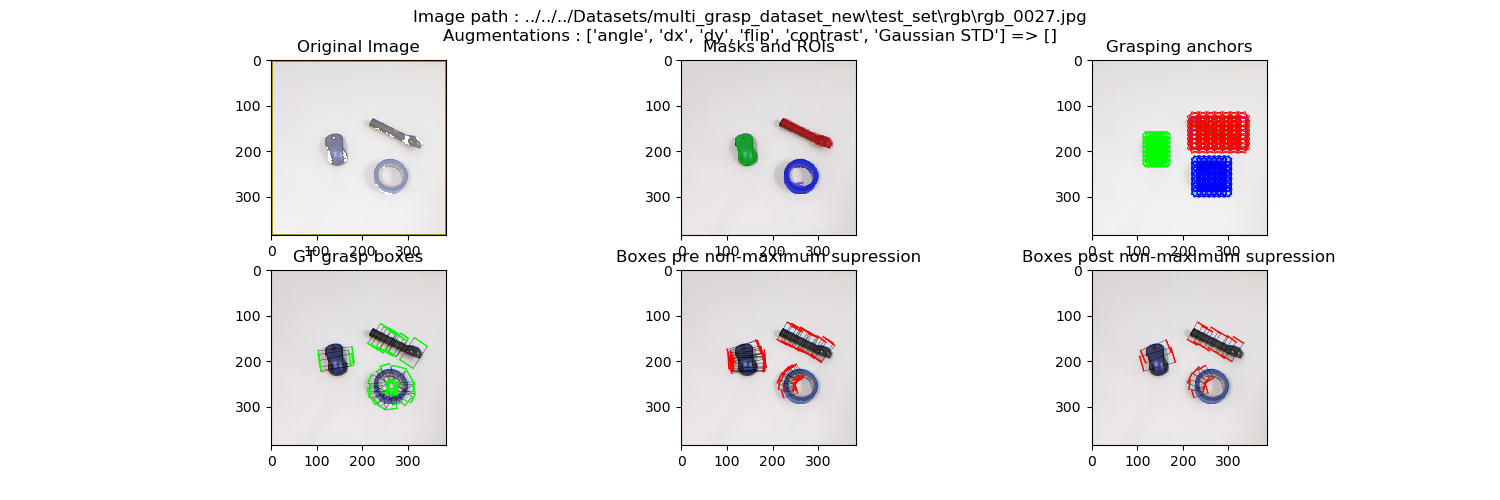 Image path : ../../../Datasets/multi_grasp_dataset_new\test_set\rgb\rgb_0027.jpg
Augmentations : ['angle', 'dx', 'dy', 'flip', 'contrast', 'Gaussian STD'] => []
Original Image
Masks and ROIs
Grasping anchors
0
100
200
300
0 100 200 300
0
100
200
300
0 100 200 300
0
100
200
300
0 100 200 300
GT grasp boxes
Boxes pre non-maximum supression
Boxes post non-maximum supression
0
100
200
300
0 100 200 300
0
100
200
300
0 100 200 300
0
100
200
300
0 100 200 300